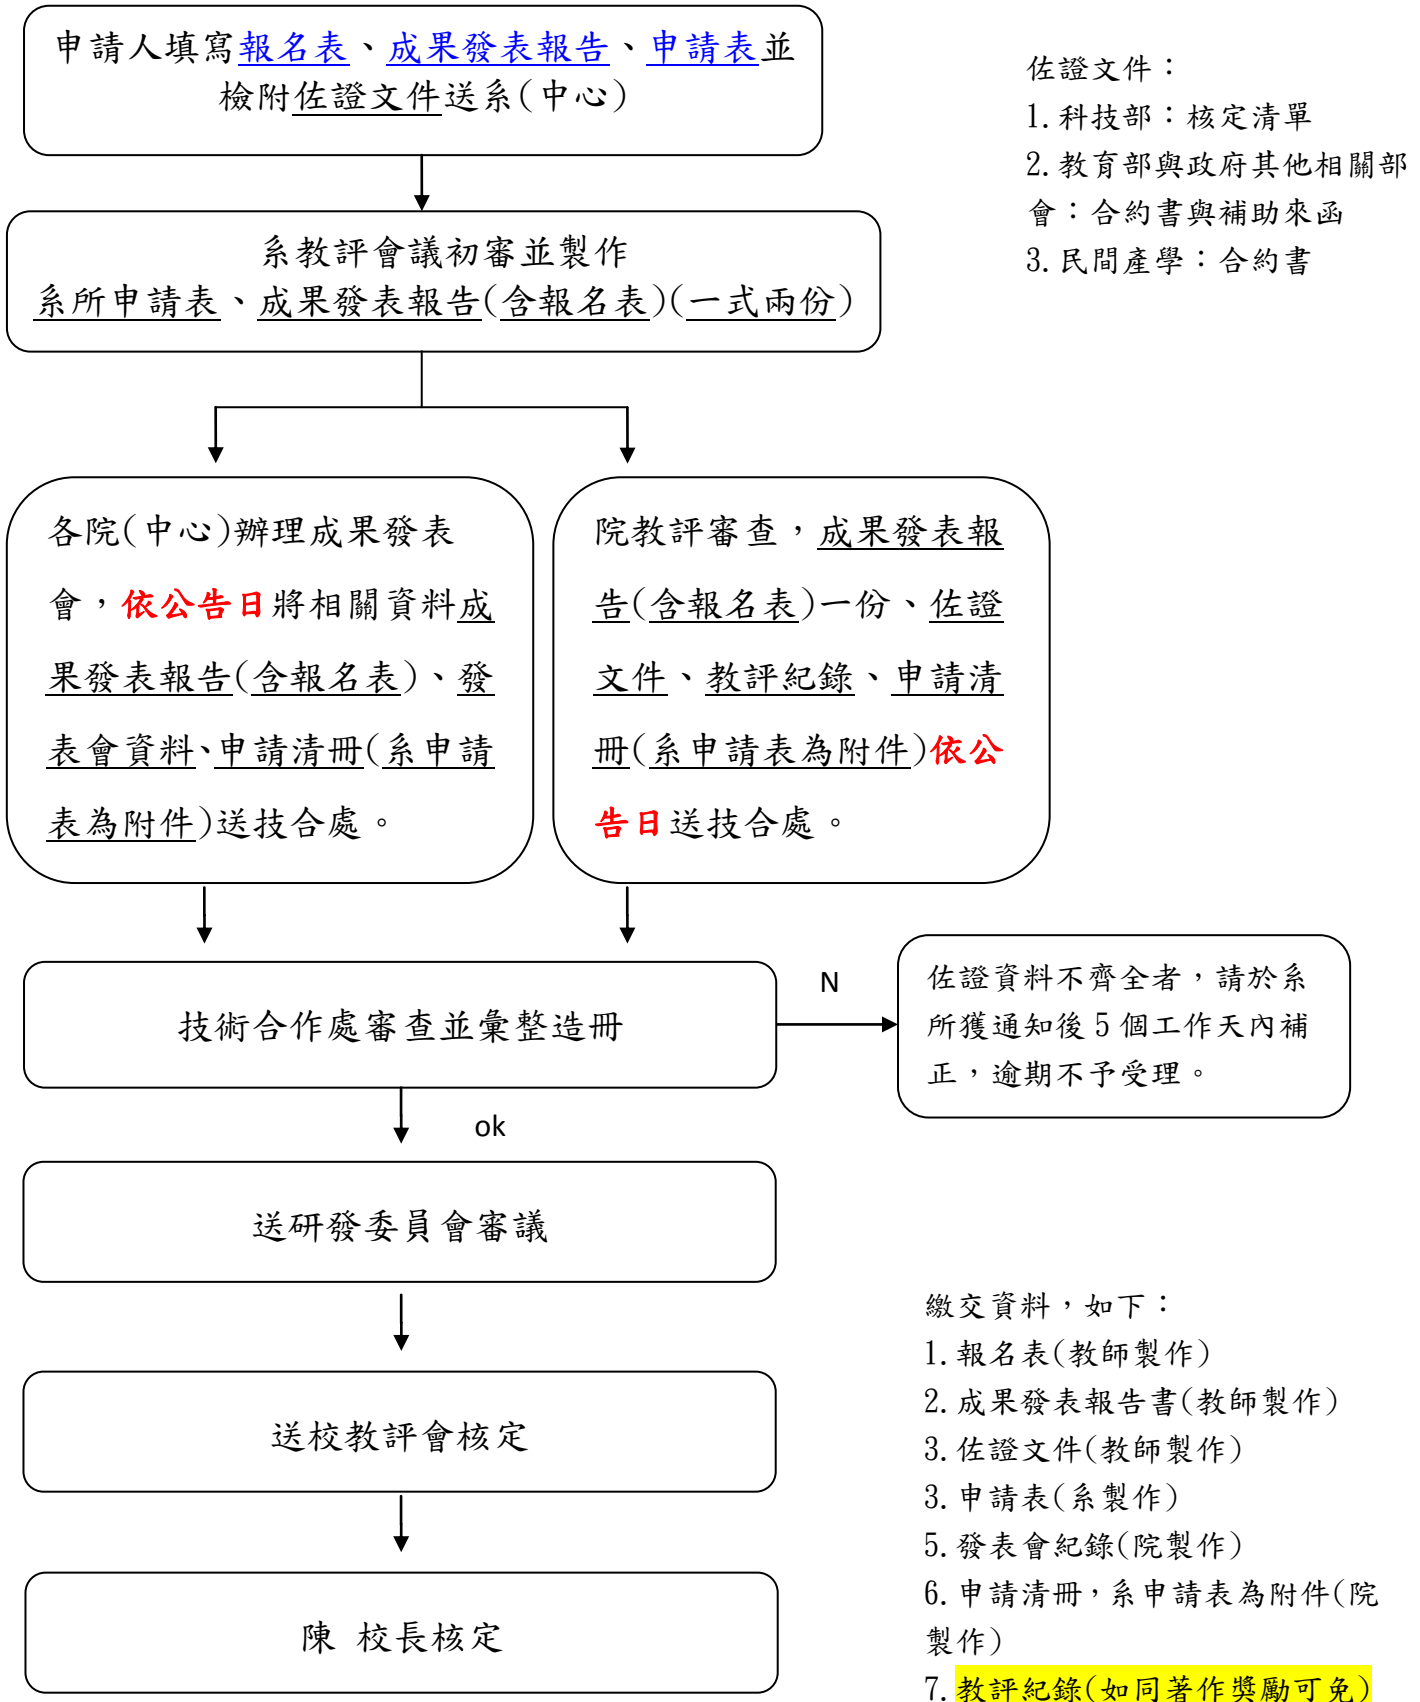 申請人填寫報名表、成果發表報告、申請表並
檢附佐證文件送系(中心)
佐證文件：
1.科技部：核定清單
2.教育部與政府其他相關部
會：合約書與補助來函
3.民間產學：合約書
系教評會議初審並製作
系所申請表、成果發表報告(含報名表)(一式兩份)
各院(中心)辦理成果發表
會，依公告日將相關資料成
果發表報告(含報名表)、發
表會資料、申請清冊(系申請
表為附件)送技合處。
院教評審查，成果發表報
告(含報名表)一份、佐證
文件、教評紀錄、申請清
冊(系申請表為附件)依公
告日送技合處。
技術合作處審查並彙整造冊
N
佐證資料不齊全者，請於系
所獲通知後 5 個工作天內補
正，逾期不予受理。
ok
送研發委員會審議
送校教評會核定
陳 校長核定
繳交資料，如下：
1.報名表(教師製作)
2.成果發表報告書(教師製作)
3.佐證文件(教師製作)
3.申請表(系製作)
5.發表會紀錄(院製作)
6.申請清冊，系申請表為附件(院
製作)
7.教評紀錄(如同著作獎勵可免)